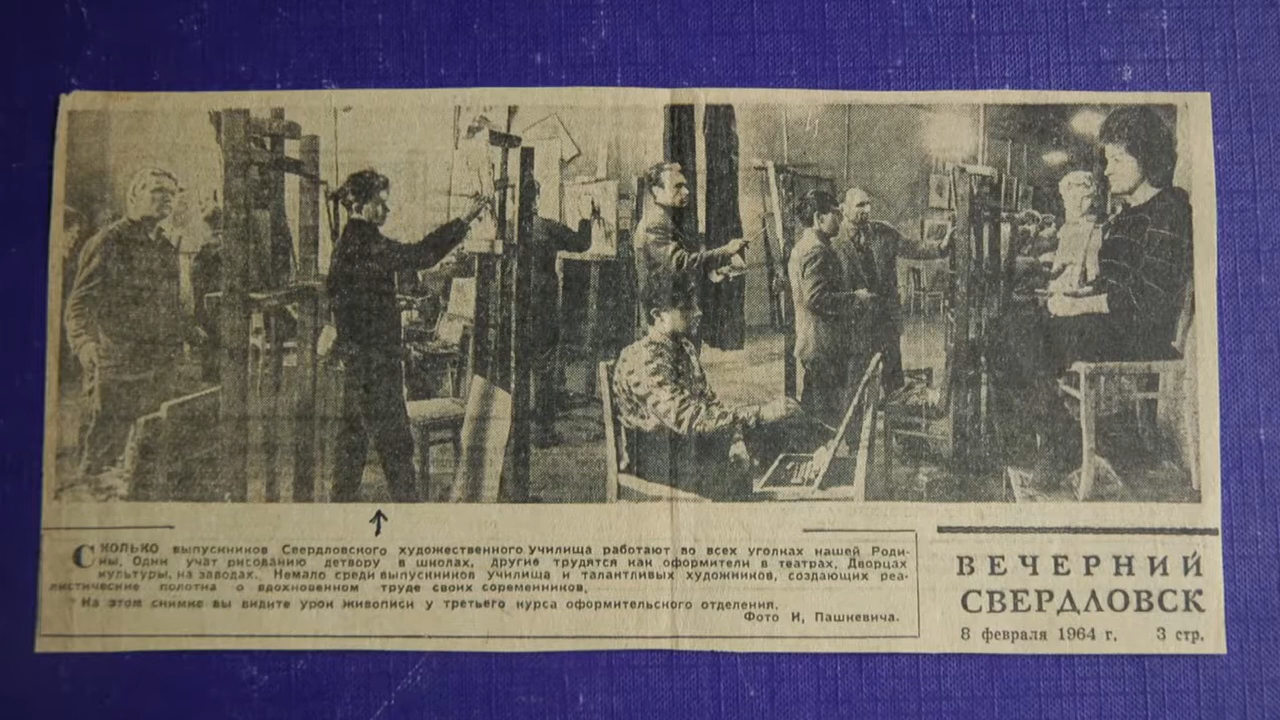 СКОЛЬКО выпускников Свердловского художественного училища работают во всех уголках нашей Роди-
ны. Одни учат рисованию детвору в школах, другие трудятся как оформители в театрах, Дворцах
культуры, на заводах. Немало среди выпускников училища и талантливых художников, создающих реа-
листические полотна о вдохновенном труде своих соременников.
На этом снимке вы видите урок живописи у третьего курса оформительского отделения.
Фото И. Пашкевича.
ВЕЧЕРНИЙ
СВЕРДЛОВСК
8 февраля 1964 г. 3 стр.